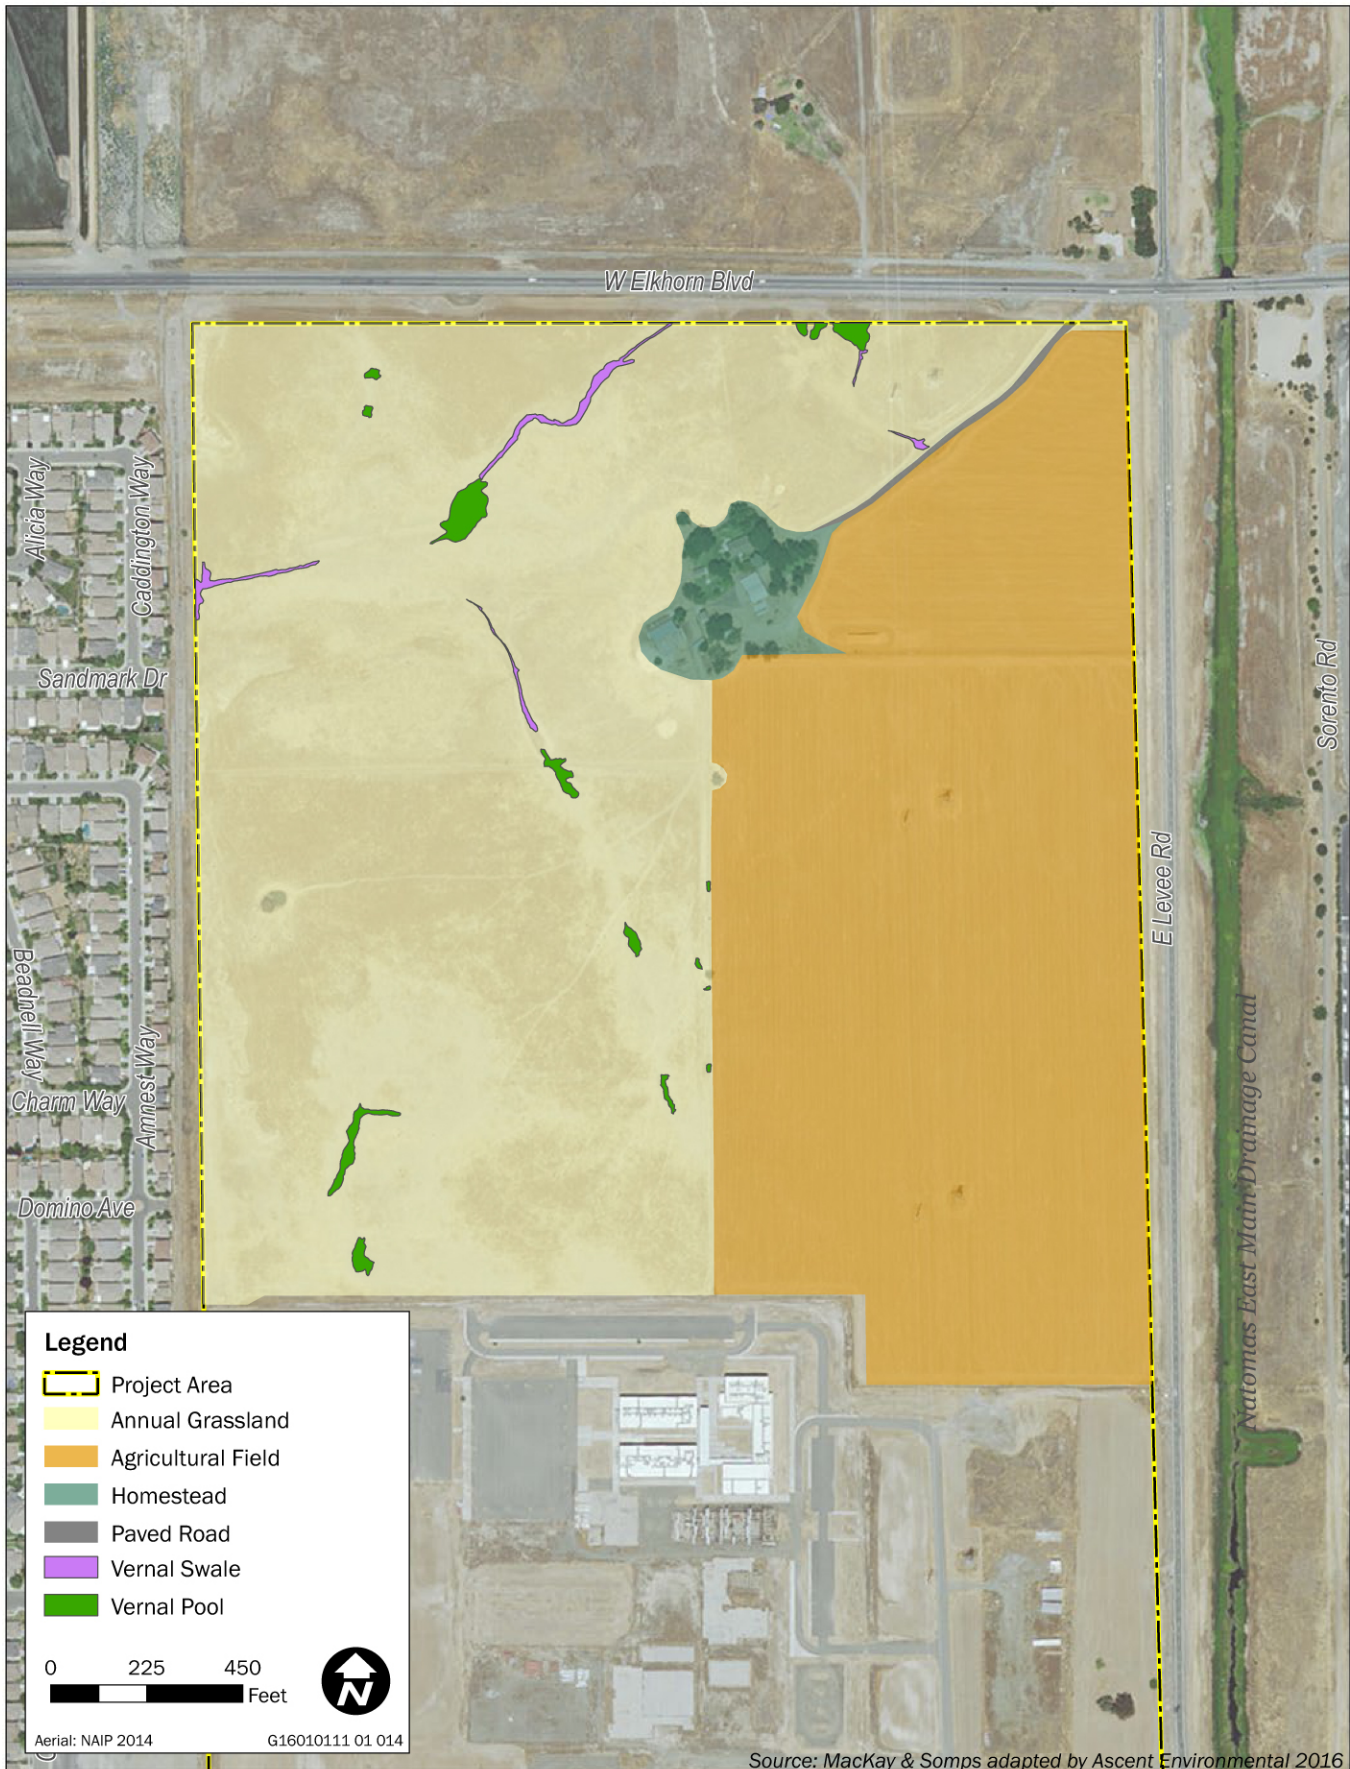 W Elkhorn Blvd
Alicia Way
Caddington Way
Sandmark Dr
Sorento Rd
E Levee Rd
Beadnell Way
Amnest Way
Charm Way
Domino Ave
Natomas East Main Drainage Canal
Legend
Project Area
Annual Grassland
Agricultural Field
Homestead
Paved Road
Vernal Swale
Vernal Pool
0 225 450
Feet
N
Aerial: NAIP 2014 G16010111 01 014
Source: MacKay & Somps adapted by Ascent Environmental 2016